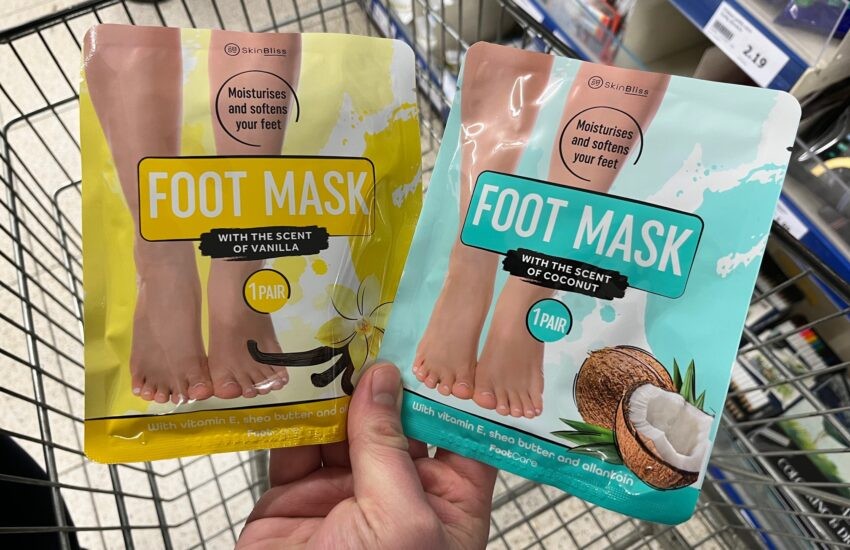 SkinBliss
Moisturises
and softens
your feet
FOOT MASK
WITH THE SCENT
OF VANILLA
1 PAIR
With vitamin E, shea butter and
SkinBliss
Moisturises
and softens
your feet
FOOT MASK
WITH THE SCENT
OF COCONUT
1 PAIR
With vitamin E, shea butter and allantoin
FootCare
2.19